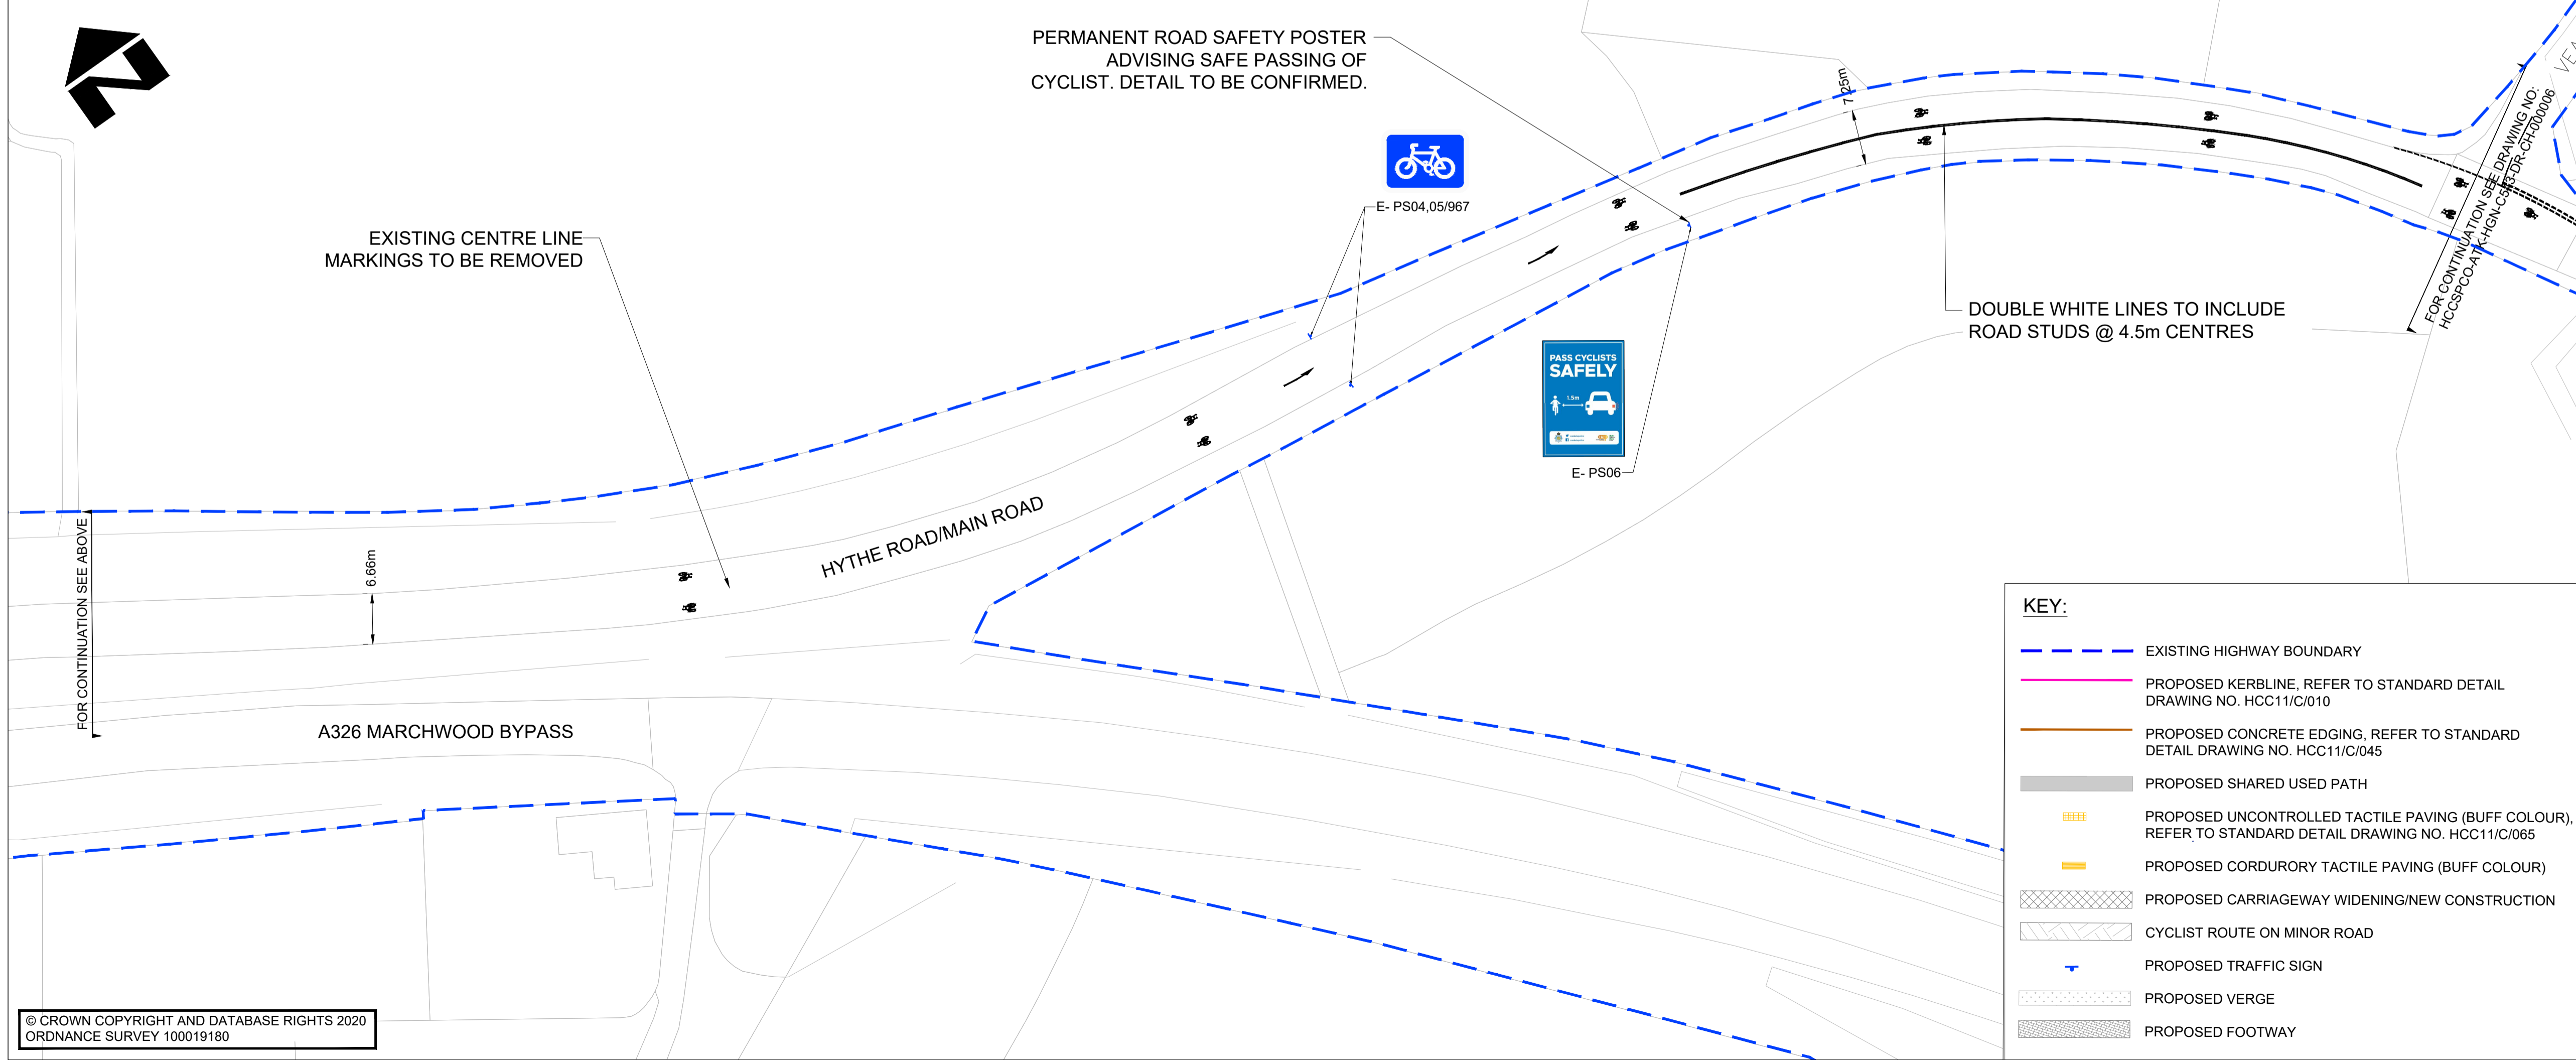 PERMANENT ROAD SAFETY POSTER
ADVISING SAFE PASSING OF
CYCLIST. DETAIL TO BE CONFIRMED.
7.25m
E- PS04,05/967
EXISTING CENTRE LINE
MARKINGS TO BE REMOVED
FOR CONTINUATION SEE DRAWING NO:
HCCSPCO-ATK-HGN-C533-DR-CH-000006
DOUBLE WHITE LINES TO INCLUDE
ROAD STUDS @ 4.5m CENTRES
PASS CYCLISTS
SAFELY
1.5m
E- PS06
HYTHE ROAD/MAIN ROAD
FOR CONTINUATION SEE ABOVE
6.66m
A326 MARCHWOOD BYPASS
KEY:
EXISTING HIGHWAY BOUNDARY
PROPOSED KERBLINE, REFER TO STANDARD DETAIL
DRAWING NO. HCC11/C/010
PROPOSED CONCRETE EDGING, REFER TO STANDARD
DETAIL DRAWING NO. HCC11/C/045
PROPOSED SHARED USED PATH
PROPOSED UNCONTROLLED TACTILE PAVING (BUFF COLOUR),
REFER TO STANDARD DETAIL DRAWING NO. HCC11/C/065
PROPOSED CORDURORY TACTILE PAVING (BUFF COLOUR)
PROPOSED CARRIAGEWAY WIDENING/NEW CONSTRUCTION
CYCLIST ROUTE ON MINOR ROAD
PROPOSED TRAFFIC SIGN
PROPOSED VERGE
PROPOSED FOOTWAY
© CROWN COPYRIGHT AND DATABASE RIGHTS 2020
ORDNANCE SURVEY 100019180